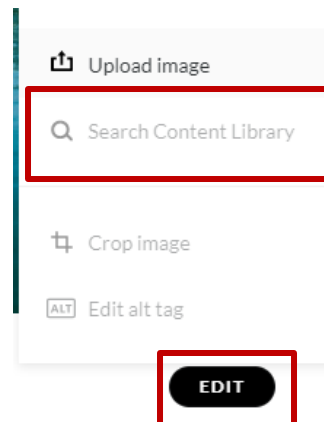 Upload image
Search Content Library
Crop image
ALT Edit alt tag
EDIT